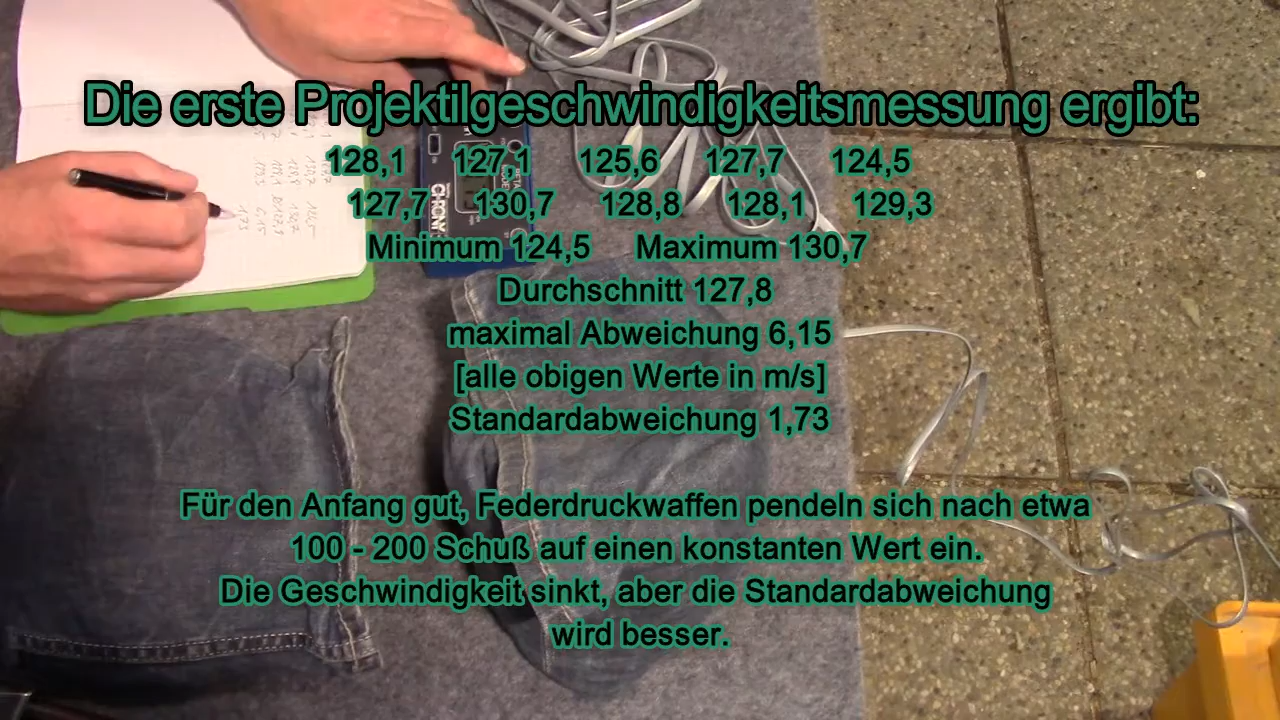 Die erste Projektilgeschwindigkeitsmessung ergibt:
128,1 127,1 125,6 127,7 124,5
127,7 130,7 128,8 128,1 129,3
Minimum 124,5 Maximum 130,7
Durchschnitt 127,8
maximal Abweichung 6,15
[alle obigen Werte in m/s]
Standardabweichung 1,73
Für den Anfang gut, Federdruckwaffen pendeln sich nach etwa
100 - 200 Schuß auf einen konstanten Wert ein.
Die Geschwindigkeit sinkt, aber die Standardabweichung
wird besser.